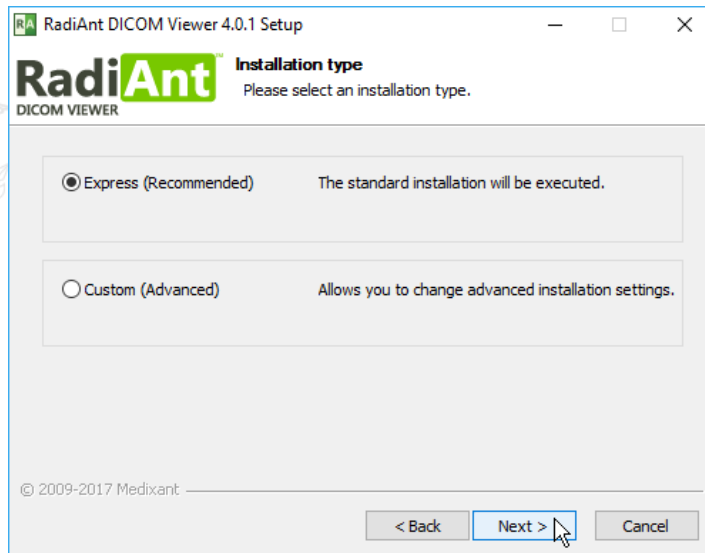 RA RadiAnt DICOM Viewer 4.0.1 Setup
RadiAnt™
DICOM VIEWER
Installation type
Please select an installation type.
Express (Recommended) The standard installation will be executed.
Custom (Advanced) Allows you to change advanced installation settings.
© 2009-2017 Medixant
< Back Next > Cancel